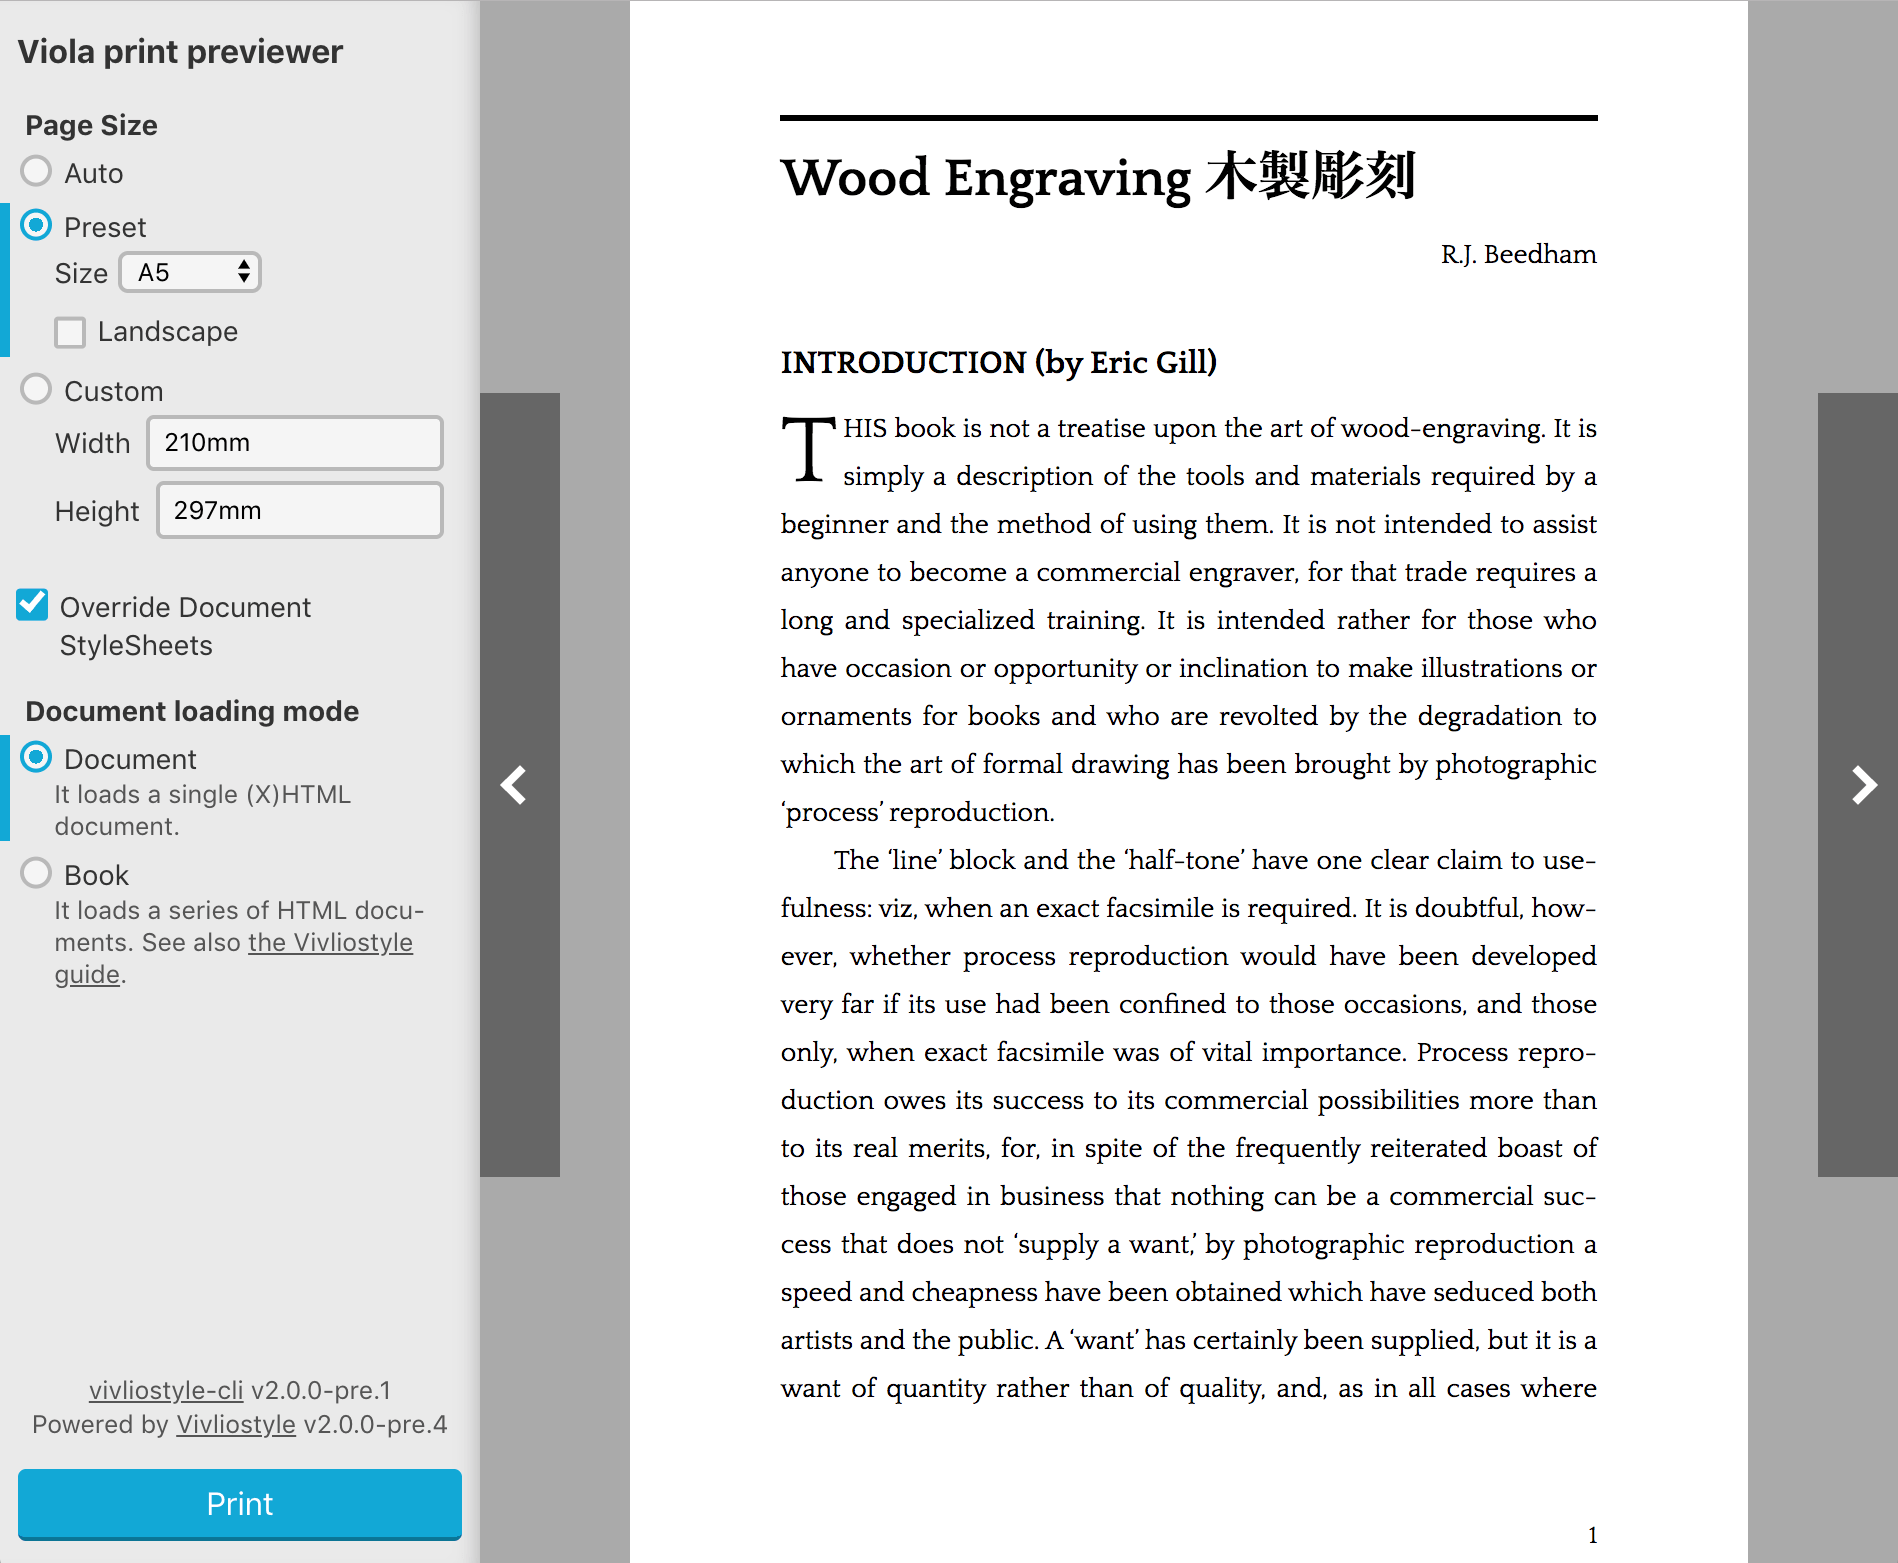 Viola print previewer
Page Size
Auto
Preset
Size A5
Landscape
Custom
Width 210mm
Height 297mm
Override Document
StyleSheets
Document loading mode
Document
It loads a single (X)HTML
document.
Book
It loads a series of HTML docu-
ments. See also the Vivliostyle
guide.
vivliostyle-cli v2.0.0-pre.1
Powered by Vivliostyle v2.0.0-pre.4
Print
Wood Engraving 木製彫刻
R.J. Beedham
INTRODUCTION (by Eric Gill)
THIS book is not a treatise upon the art of wood-engraving. It is
simply a description of the tools and materials required by a
beginner and the method of using them. It is not intended to assist
anyone to become a commercial engraver, for that trade requires a
long and specialized training. It is intended rather for those who
have occasion or opportunity or inclination to make illustrations or
ornaments for books and who are revolted by the degradation to
which the art of formal drawing has been brought by photographic
‘process’ reproduction.
The ‘line’ block and the ‘half-tone’ have one clear claim to use-
fulness: viz, when an exact facsimile is required. It is doubtful, how-
ever, whether process reproduction would have been developed
very far if its use had been confined to those occasions, and those
only, when exact facsimile was of vital importance. Process repro-
duction owes its success to its commercial possibilities more than
to its real merits, for, in spite of the frequently reiterated boast of
those engaged in business that nothing can be a commercial suc-
cess that does not ‘supply a want,’ by photographic reproduction a
speed and cheapness have been obtained which have seduced both
artists and the public. A ‘want’ has certainly been supplied, but it is a
want of quantity rather than of quality, and, as in all cases where
1